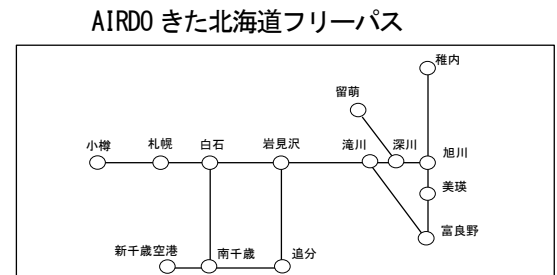 AIRDO きた北海道フリーパス
稚内
留萌
小樽 札幌 白石 岩見沢 滝川 深川 旭川
美瑛
富良野
新千歳空港 南千歳 追分